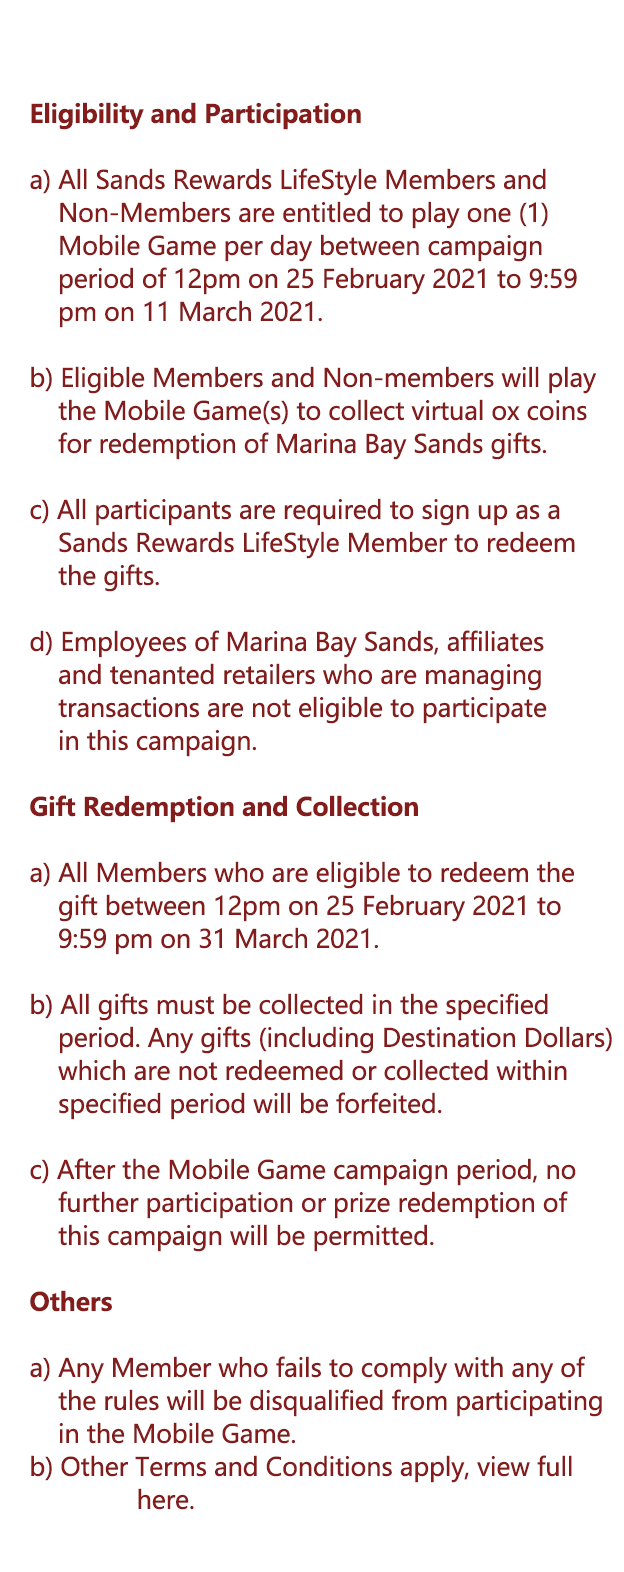 Eligibility and Participation
a) All Sands Rewards LifeStyle Members and
Non-Members are entitled to play one (1)
Mobile Game per day between campaign
period of 12pm on 25 February 2021 to 9:59
pm on 11 March 2021.
b) Eligible Members and Non-members will play
the Mobile Game(s) to collect virtual ox coins
for redemption of Marina Bay Sands gifts.
c) All participants are required to sign up as a
Sands Rewards LifeStyle Member to redeem
the gifts.
d) Employees of Marina Bay Sands, affiliates
and tenanted retailers who are managing
transactions are not eligible to participate
in this campaign.
Gift Redemption and Collection
a) All Members who are eligible to redeem the
gift between 12pm on 25 February 2021 to
9:59 pm on 31 March 2021.
b) All gifts must be collected in the specified
period. Any gifts (including Destination Dollars)
which are not redeemed or collected within
specified period will be forfeited.
c) After the Mobile Game campaign period, no
further participation or prize redemption of
this campaign will be permitted.
Others
a) Any Member who fails to comply with any of
the rules will be disqualified from participating
in the Mobile Game.
b) Other Terms and Conditions apply, view full
here.